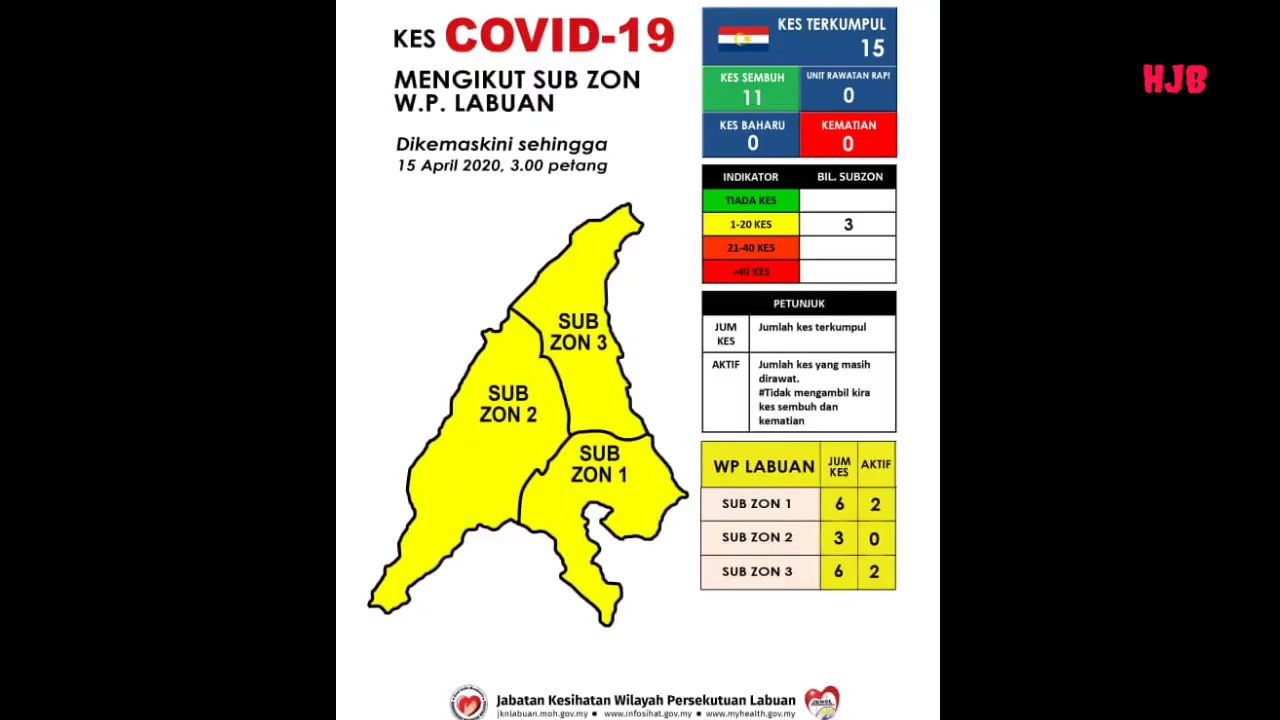 KES COVID-19
MENGIKUT SUB ZON
W.P. LABUAN
Dikemaskini sehingga
15 April 2020, 3.00 petang
KES TERKUMPUL
15
KES SEMBUH
11
UNIT RAWATAN RAPI
0
KES BAHARU
0
KEMATIAN
0
HJB
INDIKATOR BIL. SUBZON
TIADA KES
1-20 KES 3
21-40 KES
>40 KES
PETUNJUK
JUM
KES
Jumlah kes terkumpul
AKTIF
Jumlah kes yang masih
dirawat.
#Tidak mengambil kira
kes sembuh dan
kematian
SUB
ZON 3
SUB
ZON 2
SUB
ZON 1
WP LABUAN JUM KES AKTIF
SUB ZON 1 6 2
SUB ZON 2 3 0
SUB ZON 3 6 2
Jabatan Kesihatan Wilayah Persekutuan Labuan
jknlabuan.moh.gov.my ● www.infosihat.gov.my ● www.myhealth.gov.my